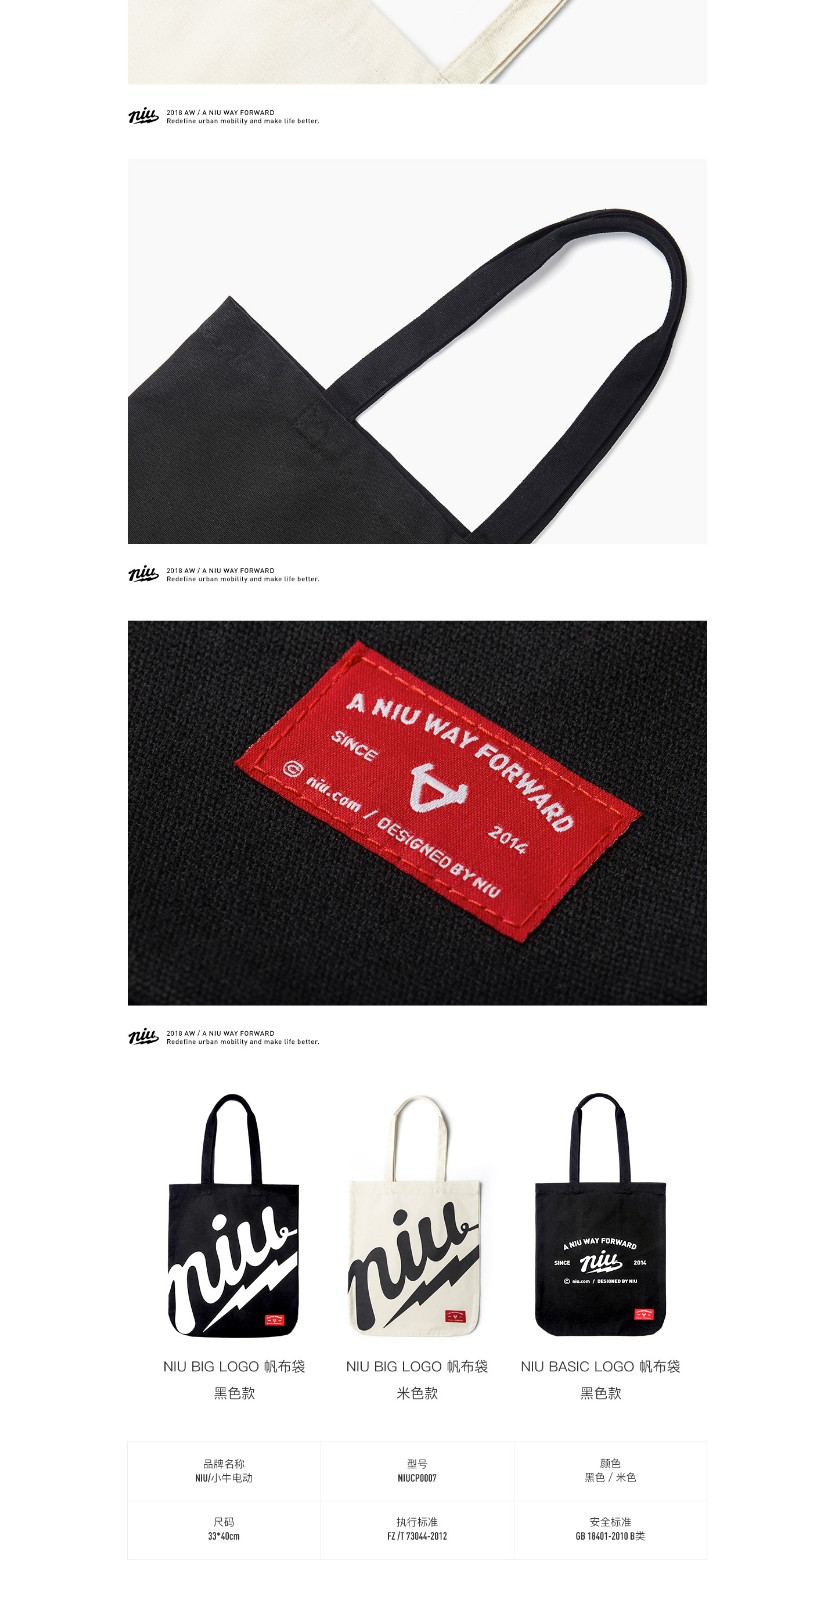 niu
2018 AW / A NIU WAY FORWARD
Redefine urban mobility and make life better.
niu
2018 AW / A NIU WAY FORWARD
Redefine urban mobility and make life better.
A NIU WAY FORWARD
SINCE
2014
© niu.com / DESIGNED BY NIU
niu
2018 AW / A NIU WAY FORWARD
Redefine urban mobility and make life better.
niu
niu
A NIU WAY FORWARD
SINCE niu 2014
© niu.com / DESIGNED BY NIU
NIU BIG LOGO 帆布袋
黑色款
NIU BIG LOGO 帆布袋
米色款
NIU BASIC LOGO 帆布袋
黑色款
品牌名称
NIU/小牛电动
型号
NIUCP0007
颜色
黑色 / 米色
尺码
33*40cm
执行标准
FZ /T 73044-2012
安全标准
GB 18401-2010 B类